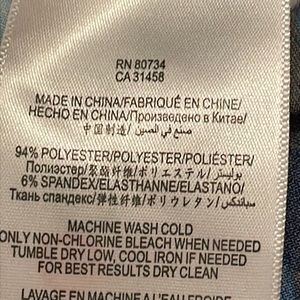 RN 80734
CA 31458
MADE IN CHINA/FABRIQUÉ EN CHINE/
HECHO EN CHINA/Произведено в Китае/
中国制造/ صنع في الصين
94% POLYESTER/POLYESTER/POLIÉSTER/
Полиэстер/聚酯纤维/ポリエステル/بوليستر
6% SPANDEX/ELASTHANNE/ELASTANO/
Ткань спандекс/弹性纤维/ポリウレタン/سباندكس
MACHINE WASH COLD
ONLY NON-CHLORINE BLEACH WHEN NEEDED
TUMBLE DRY LOW, COOL IRON IF NEEDED
FOR BEST RESULTS DRY CLEAN
LAVAGE EN MACHINE À L'EAU FROIDE